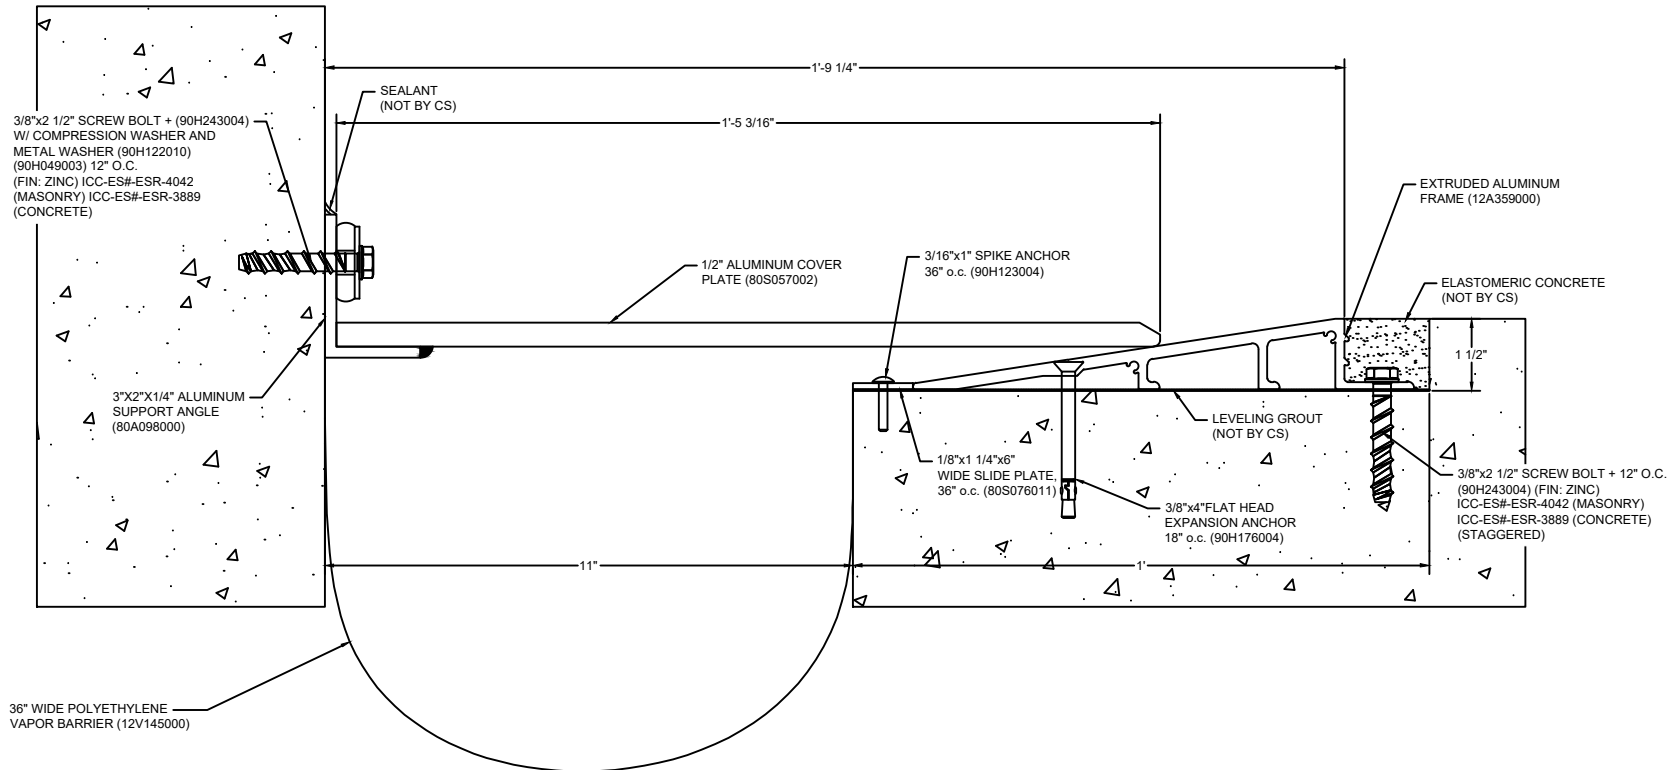 1'-9 1/4"
SEALANT
(NOT BY CS)
3/8"x2 1/2" SCREW BOLT + (90H243004)
W/ COMPRESSION WASHER AND
METAL WASHER (90H122010)
(90H049003) 12" O.C.
(FIN: ZINC) ICC-ES#-ESR-4042
(MASONRY) ICC-ES#-ESR-3889
(CONCRETE)
1'-5 3/16"
EXTRUDED ALUMINUM
FRAME (12A359000)
3/16"x1" SPIKE ANCHOR
36" o.c. (90H123004)
1/2" ALUMINUM COVER
PLATE (80S057002)
ELASTOMERIC CONCRETE
(NOT BY CS)
1 1/2"
3"X2"X1/4" ALUMINUM
SUPPORT ANGLE
(80A098000)
LEVELING GROUT
(NOT BY CS)
1/8"x1 1/4"x6"
WIDE SLIDE PLATE,
36" o.c. (80S076011)
3/8"x2 1/2" SCREW BOLT + 12" O.C.
(90H243004) (FIN: ZINC)
ICC-ES#-ESR-4042 (MASONRY)
ICC-ES#-ESR-3889 (CONCRETE)
(STAGGERED)
3/8"x4"FLAT HEAD
EXPANSION ANCHOR
18" o.c. (90H176004)
11"
1'
36" WIDE POLYETHYLENE
VAPOR BARRIER (12V145000)